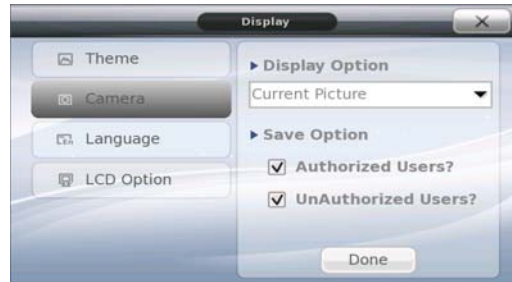 Display
Theme
Camera
Language
LCD Option
Display Option
Current Picture
Save Option
Authorized Users?
UnAuthorized Users?
Done